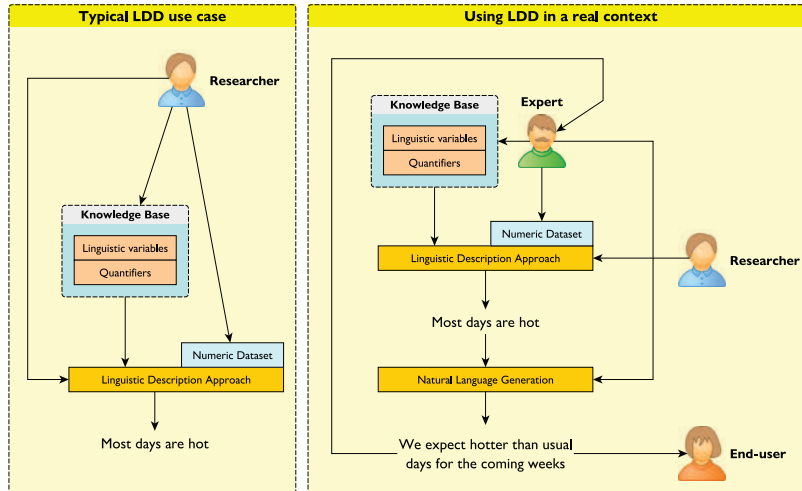 Typical LDD use case
Researcher
Knowledge Base
Linguistic variables
Quantifiers
Numeric Dataset
Linguistic Description Approach
Most days are hot
Using LDD in a real context
Knowledge Base
Expert
Linguistic variables
Quantifiers
Numeric Dataset
Linguistic Description Approach
Researcher
Most days are hot
Natural Language Generation
We expect hotter than usual
days for the coming weeks
End-user